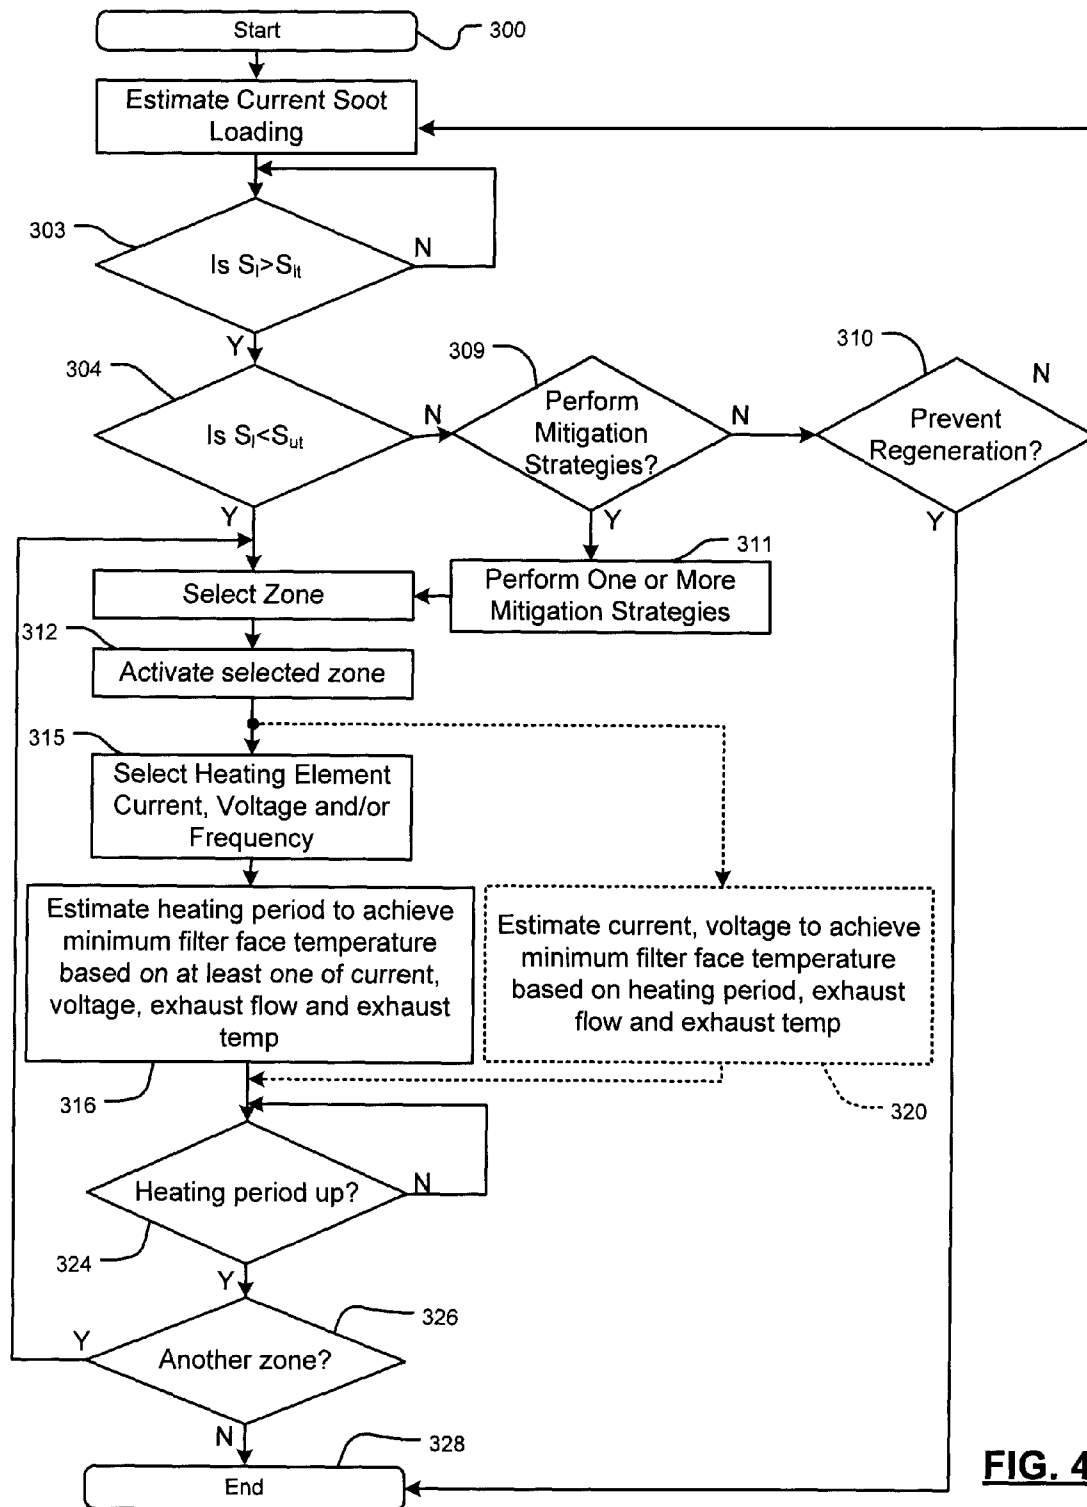 Start
300
Estimate Current Soot
Loading
303
Is Sl>Slt
N
Y
304
Is Sl<Sut
N
Y
309
Perform
Mitigation
Strategies?
N
Y
310
N
Prevent
Regeneration?
Y
311
Perform One or More
Mitigation Strategies
Select Zone
312
Activate selected zone
315
Select Heating Element
Current, Voltage and/or
Frequency
Estimate heating period to achieve
minimum filter face temperature
based on at least one of current,
voltage, exhaust flow and exhaust
temp
316
Estimate current, voltage to achieve
minimum filter face temperature
based on heating period, exhaust
flow and exhaust temp
320
Heating period up?
N
324
Y
326
Y
Another zone?
N
328
End
FIG. 4